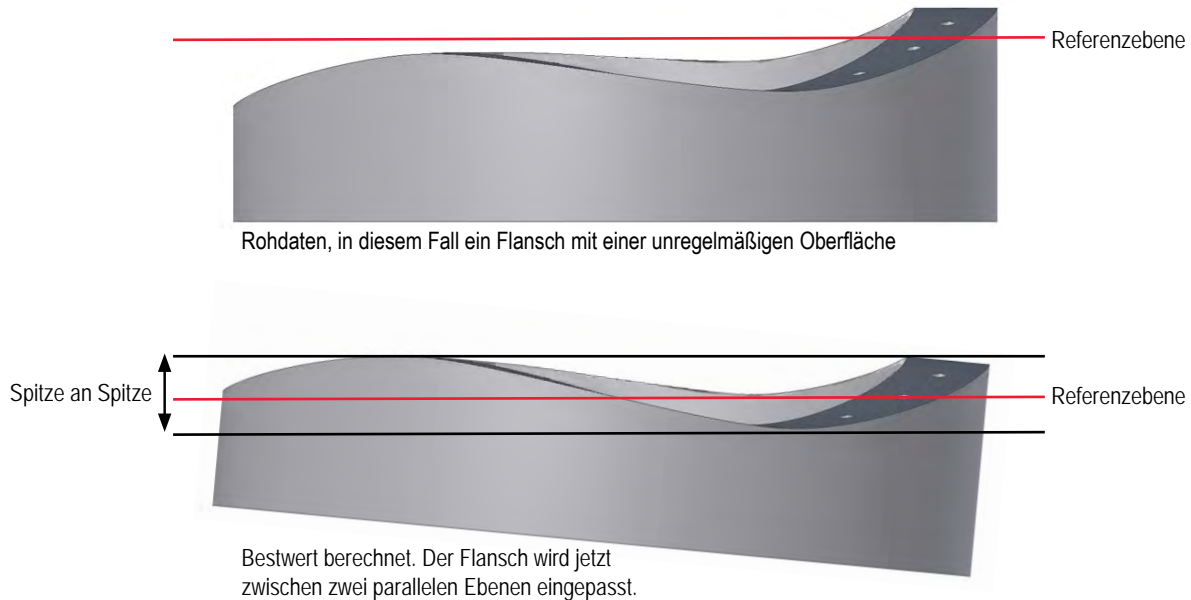 Referenzebene
Rohdaten, in diesem Fall ein Flansch mit einer unregelmäßigen Oberfläche
Spitze an Spitze
Referenzebene
Bestwert berechnet. Der Flansch wird jetzt
zwischen zwei parallelen Ebenen eingepasst.